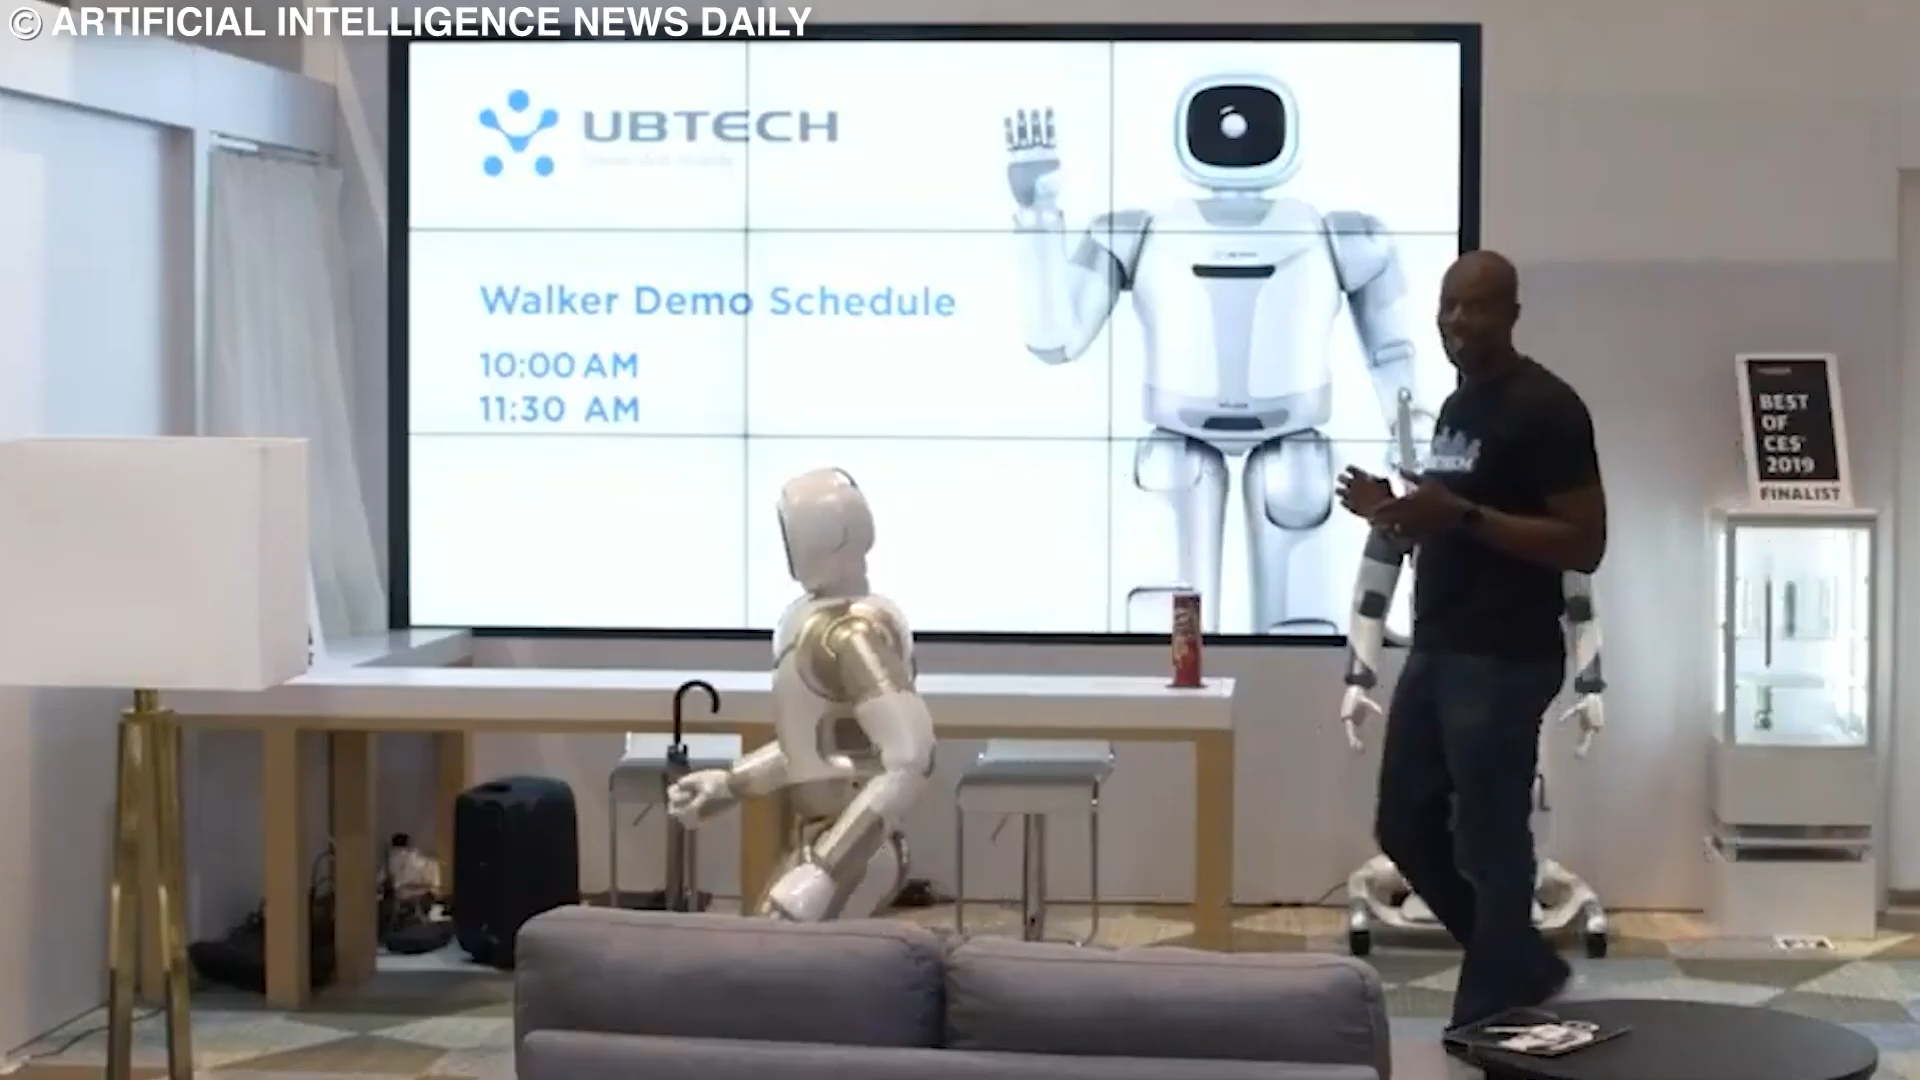 © ARTIFICIAL INTELLIGENCE NEWS DAILY
UBTECH
Walker Demo Schedule
10:00 AM
11:30 AM
BEST
OF
CES
2019
FINALIST